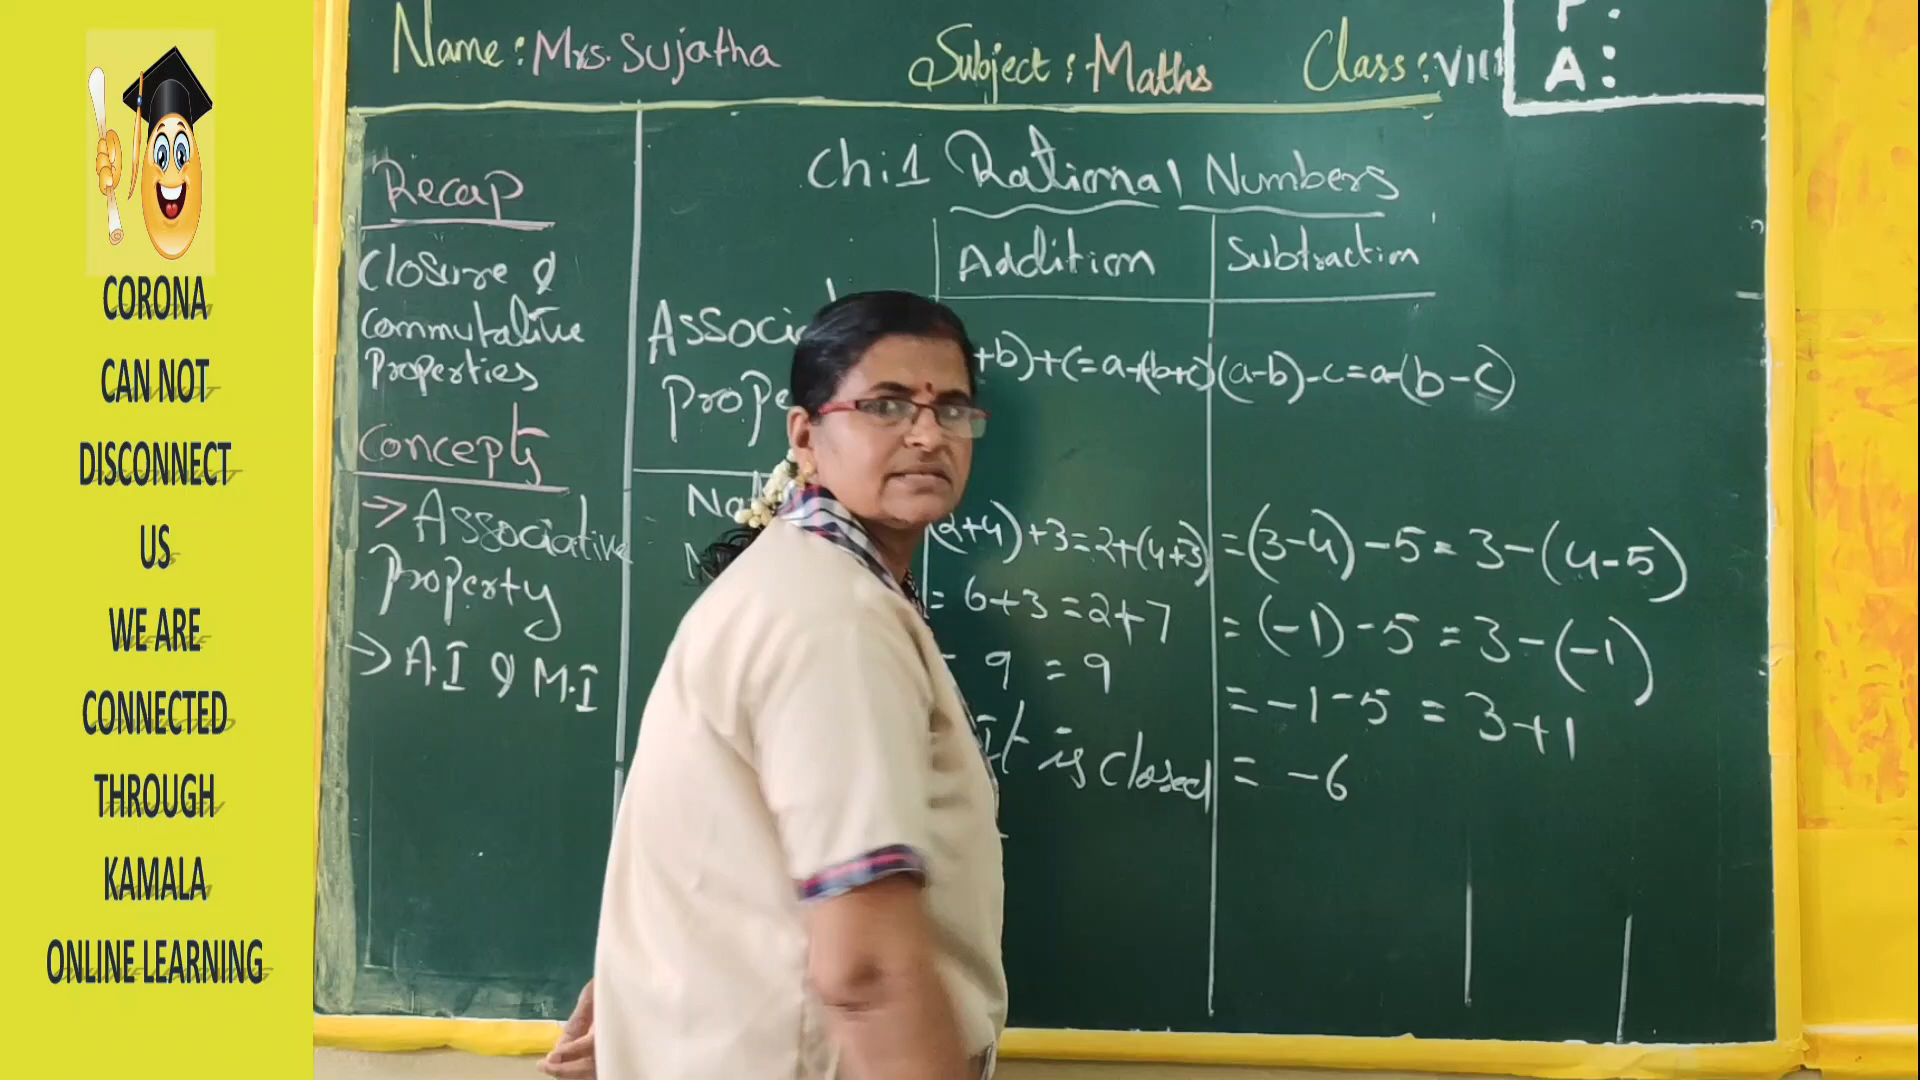 CORONA
CAN NOT
DISCONNECT
US
WE ARE
CONNECTED
THROUGH
KAMALA
ONLINE LEARNING
Name: Mrs. Sujatha Subject: Maths Class: VIII
P:
A:
Recap
Closure &
Commutative
Properties
Concepts
→ Associative
Property
→ A.I & M.I
Ch:1 Rational Numbers
Addition Subtraction
+b)+c=a+(b+c) (a-b)-c=a-(b-c)
(2+4)+3=2+(4+3) =(3-4)-5=3-(4-5)
= 6+3=2+7 =(-1)-5=3-(-1)
= 9 = 9 =-1-5=3+1
It is closed = -6